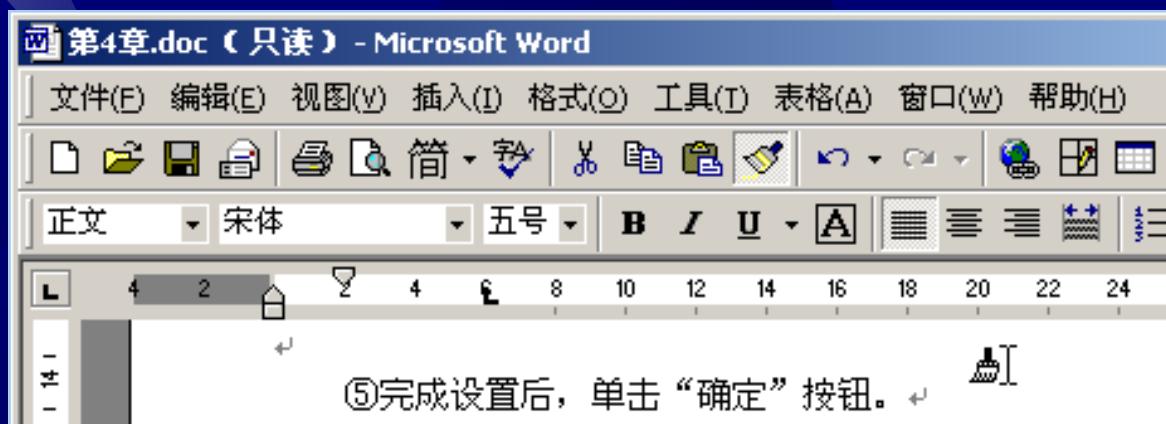 第4章.doc（只读） - Microsoft Word
文件(F) 编辑(E) 视图(V) 插入(I) 格式(O) 工具(T) 表格(A) 窗口(W) 帮助(H)
简 字A
正文 宋体 五号 B I U A
L 4 2 2 4 6 8 10 12 14 16 18 20 22 24
14
⑤完成设置后，单击“确定”按钮。